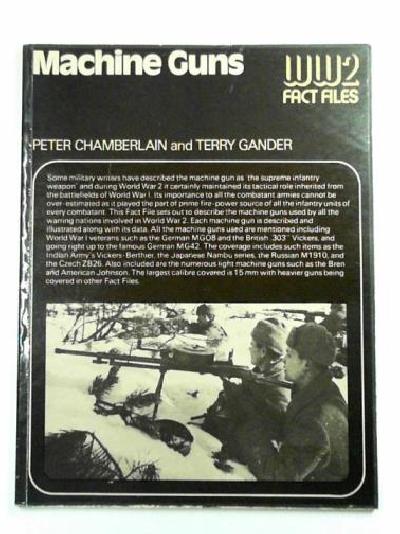 Machine Guns
WW2
FACT FILES
PETER CHAMBERLAIN and TERRY GANDER
Some military writers have described the machine gun as 'the supreme infantry
weapon' and during World War 2 it certainly maintained its tactical role inherited from
the battlefields of World War I. Its importance to all the combatant armies cannot be
over-estimated as it played the part of prime fire-power source of all the infantry units of
every combatant. This Fact File sets out to describe the machine guns used by all the
warring nations involved in World War 2. Each machine gun is described and
illustrated along with its data. All the machine guns used are mentioned including
World War I veterans such as the German MG08 and the British .303" Vickers, and
going right up to the famous German MG42. The coverage includes such items as the
Indian Army's Vickers-Berthier, the Japanese Nambu series, the Russian M1910, and
the Czech ZB26. Also included are the numerous light machine guns such as the Bren
and American Johnson. The largest calibre covered is 15mm with heavier guns being
covered in other Fact Files.